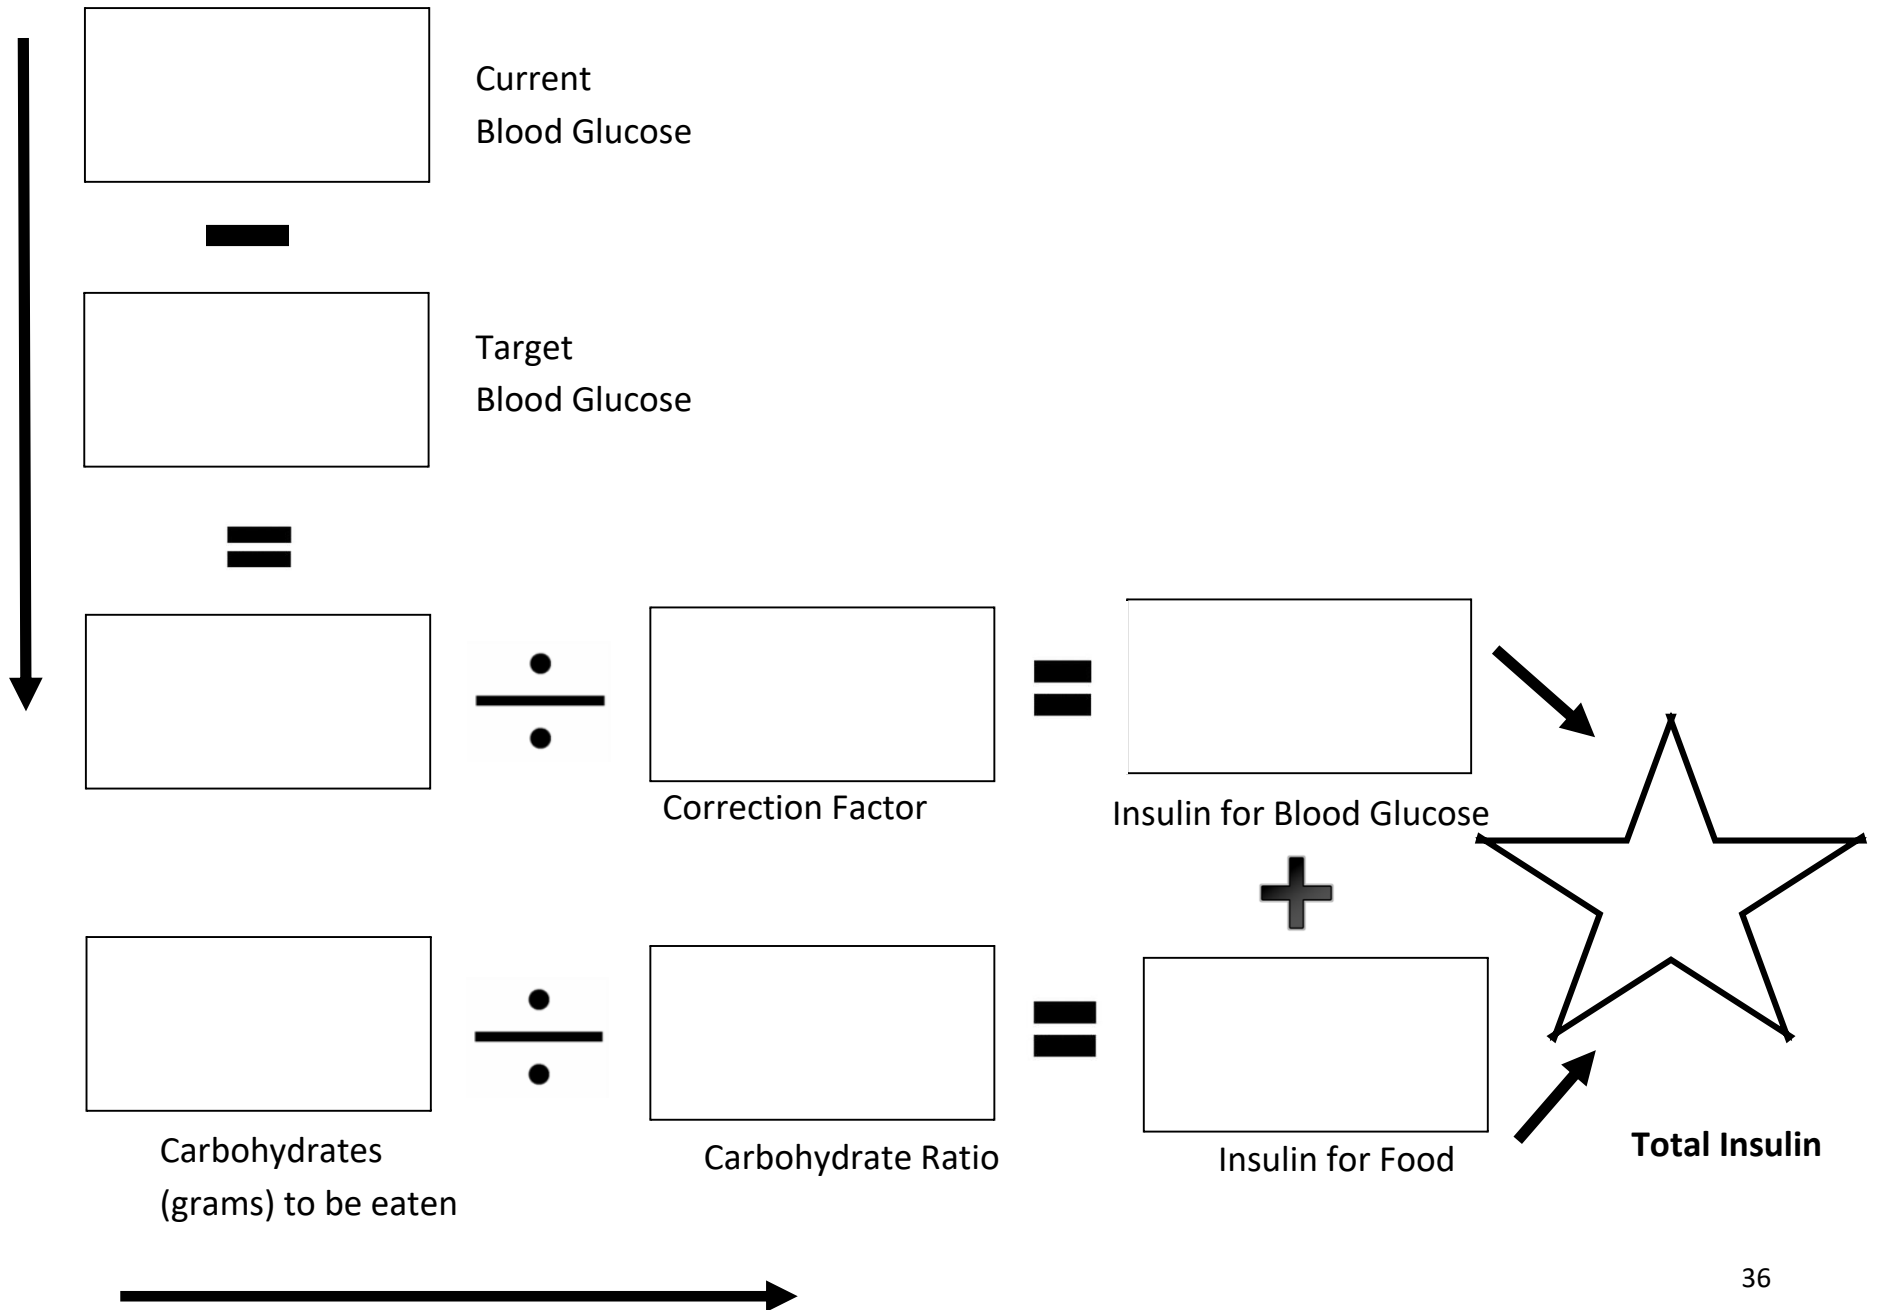 Current
Blood Glucose
Target
Blood Glucose
Correction Factor
Insulin for Blood Glucose
Carbohydrates
(grams) to be eaten
Carbohydrate Ratio
Insulin for Food
Total Insulin
36